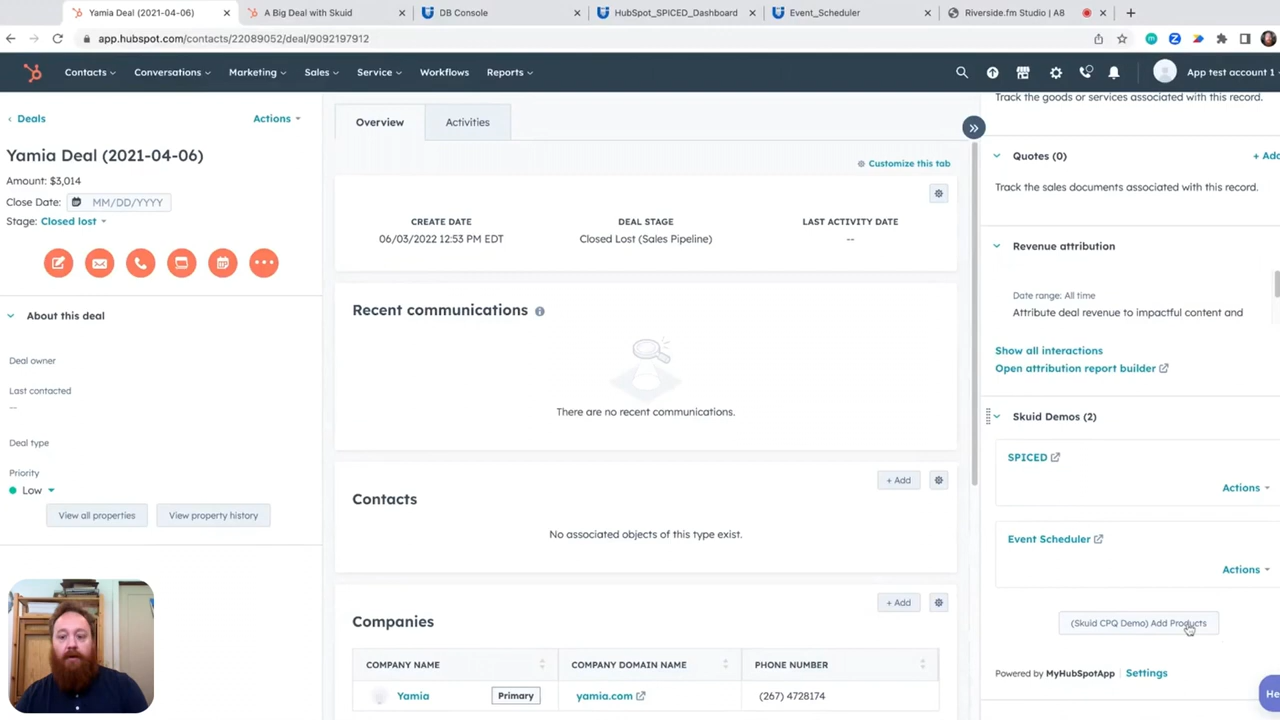 Yamia Deal (2021-04-06)
A Big Deal with Skuid
DB Console
HubSpot_SPICED_Dashboard
Event_Scheduler
Riverside.fm Studio | A8
app.hubspot.com/contacts/22089052/deal/9092197912
Contacts
Conversations
Marketing
Sales
Service
Workflows
Reports
App test account 1
Deals
Actions
Yamia Deal (2021-04-06)
Amount: $3,014
Close Date: MM/DD/YYYY
Stage: Closed lost
About this deal
Deal owner
Last contacted
--
Deal type
Priority
Low
View all properties
View property history
Overview
Activities
Customize this tab
CREATE DATE
06/03/2022 12:53 PM EDT
DEAL STAGE
Closed Lost (Sales Pipeline)
LAST ACTIVITY DATE
--
Recent communications
There are no recent communications.
Contacts
+ Add
No associated objects of this type exist.
Companies
+ Add
COMPANY NAME
COMPANY DOMAIN NAME
PHONE NUMBER
Yamia
Primary
yamia.com
(267) 4728174
Track the goods or services associated with this record.
Quotes (0)
+ Add
Track the sales documents associated with this record.
Revenue attribution
Date range: All time
Attribute deal revenue to impactful content and
Show all interactions
Open attribution report builder
Skuid Demos (2)
SPICED
Actions
Event Scheduler
Actions
(Skuid CPQ Demo) Add Products
Powered by MyHubSpotApp Settings
He